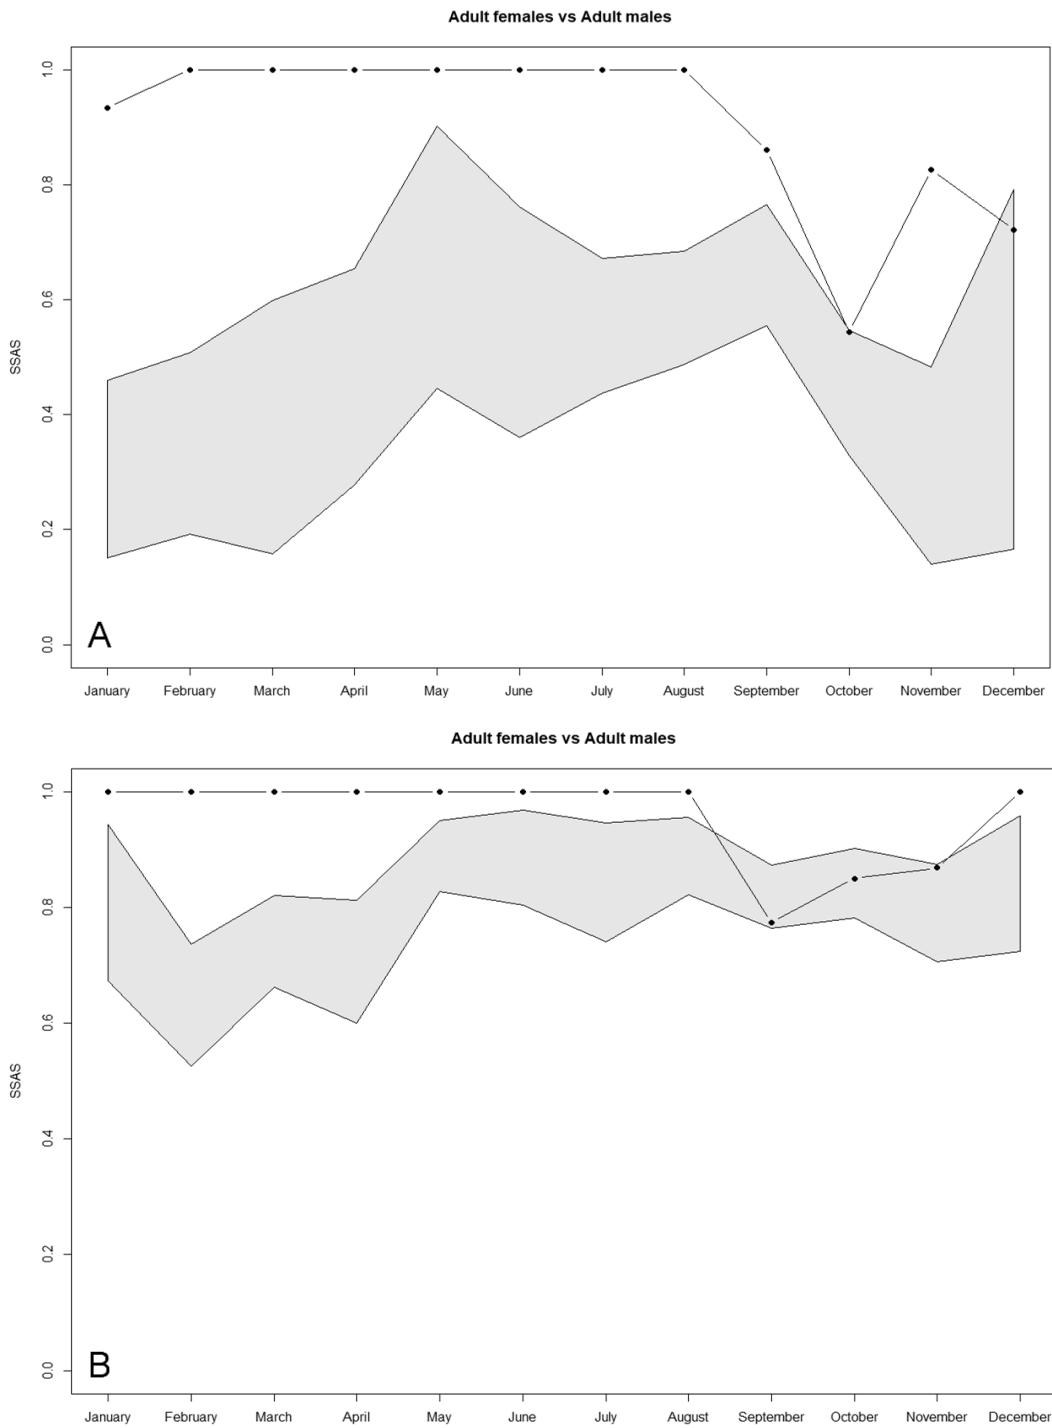 Adult females vs Adult males
1.0
0.8
0.6
0.4
0.2
0.0
SSAS
A
January February March April May June July August September October November December
Adult females vs Adult males
1.0
0.8
0.6
0.4
0.2
0.0
SSAS
B
January February March April May June July August September October November December